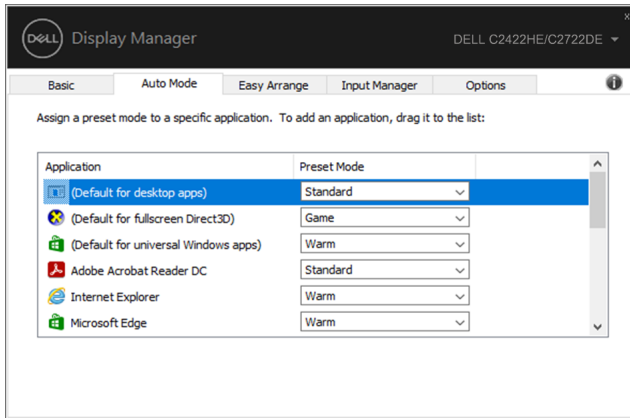 DELL Display Manager DELL C2422HE/C2722DE
Basic Auto Mode Easy Arrange Input Manager Options
Assign a preset mode to a specific application. To add an application, drag it to the list:
Application Preset Mode
(Default for desktop apps) Standard
(Default for fullscreen Direct3D) Game
(Default for universal Windows apps) Warm
Adobe Acrobat Reader DC Standard
Internet Explorer Warm
Microsoft Edge Warm